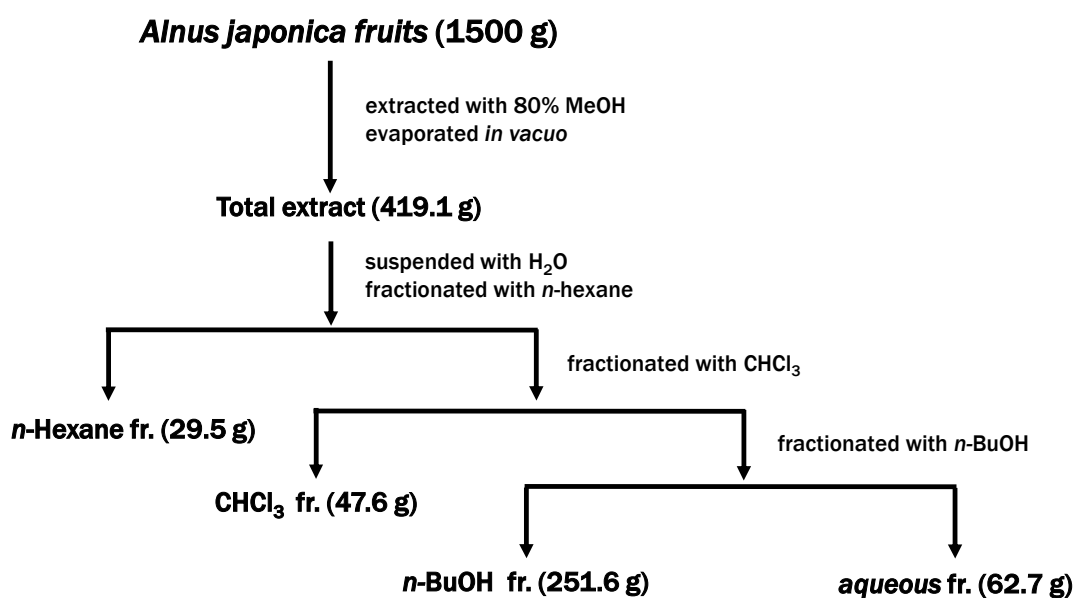 Alnus japonica fruits (1500 g)
extracted with 80% MeOH
evaporated in vacuo
Total extract (419.1 g)
suspended with H₂O
fractionated with n-hexane
fractionated with CHCl₃
n-Hexane fr. (29.5 g)
fractionated with n-BuOH
CHCl₃ fr. (47.6 g)
n-BuOH fr. (251.6 g)
aqueous fr. (62.7 g)